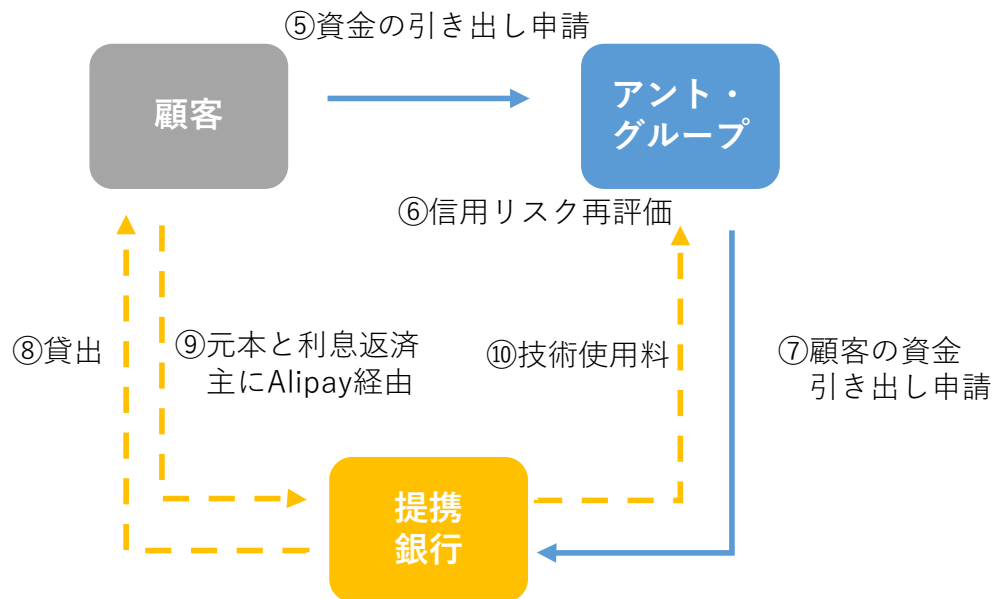 ⑤資金の引き出し申請
顧客
アント・
グループ
⑥信用リスク再評価
⑧貸出
⑨元本と利息返済
主にAlipay経由
⑩技術使用料
⑦顧客の資金
引き出し申請
提携
銀行